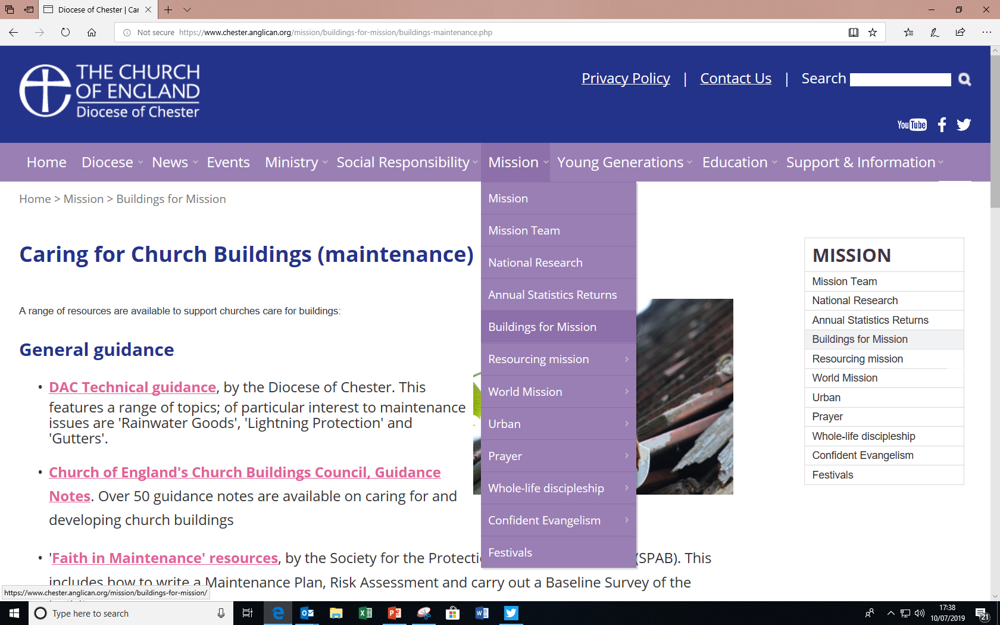 Diocese of Chester | Car
Not secure https://www.chester.anglican.org/mission/buildings-for-mission/buildings-maintenance.php
THE CHURCH
OF ENGLAND
Diocese of Chester
Privacy Policy | Contact Us | Search
YouTube
Home Diocese News Events Ministry Social Responsibility Mission Young Generations Education Support & Information
Home > Mission > Buildings for Mission
Caring for Church Buildings (maintenance)
A range of resources are available to support churches care for buildings:
General guidance
• DAC Technical guidance, by the Diocese of Chester. This
features a range of topics; of particular interest to maintenance
issues are 'Rainwater Goods', 'Lightning Protection' and
'Gutters'.
• Church of England's Church Buildings Council, Guidance
Notes. Over 50 guidance notes are available on caring for and
developing church buildings
• 'Faith in Maintenance' resources, by the Society for the (SPAB). This
includes how to write a Maintenance Plan, Risk Assessment and carry out a Baseline Survey of the
Mission
Mission Team
National Research
Annual Statistics Returns
Buildings for Mission
Resourcing mission
World Mission
Urban
Prayer
Whole-life discipleship
Confident Evangelism
Festivals
MISSION
Mission Team
National Research
Annual Statistics Returns
Buildings for Mission
Resourcing mission
World Mission
Urban
Prayer
Whole-life discipleship
Confident Evangelism
Festivals
https://www.chester.anglican.org/mission/buildings-for-mission/
Type here to search
17:38
10/07/2019
21